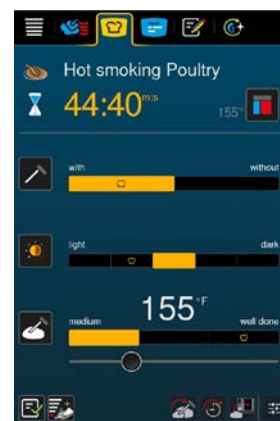 Hot smoking Poultry
44:40 m:s
155°F
with without
light dark
155°F
medium well done